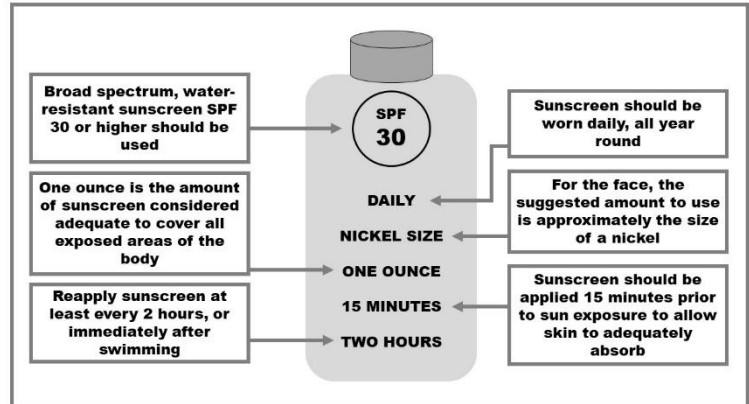 Broad spectrum, water-
resistant sunscreen SPF
30 or higher should be
used
One ounce is the amount
of sunscreen considered
adequate to cover all
exposed areas of the
body
Reapply sunscreen at
least every 2 hours, or
immediately after
swimming
SPF
30
DAILY
NICKEL SIZE
ONE OUNCE
15 MINUTES
TWO HOURS
Sunscreen should be
worn daily, all year
round
For the face, the
suggested amount to use
is approximately the size
of a nickel
Sunscreen should be
applied 15 minutes prior
to sun exposure to allow
skin to adequately
absorb